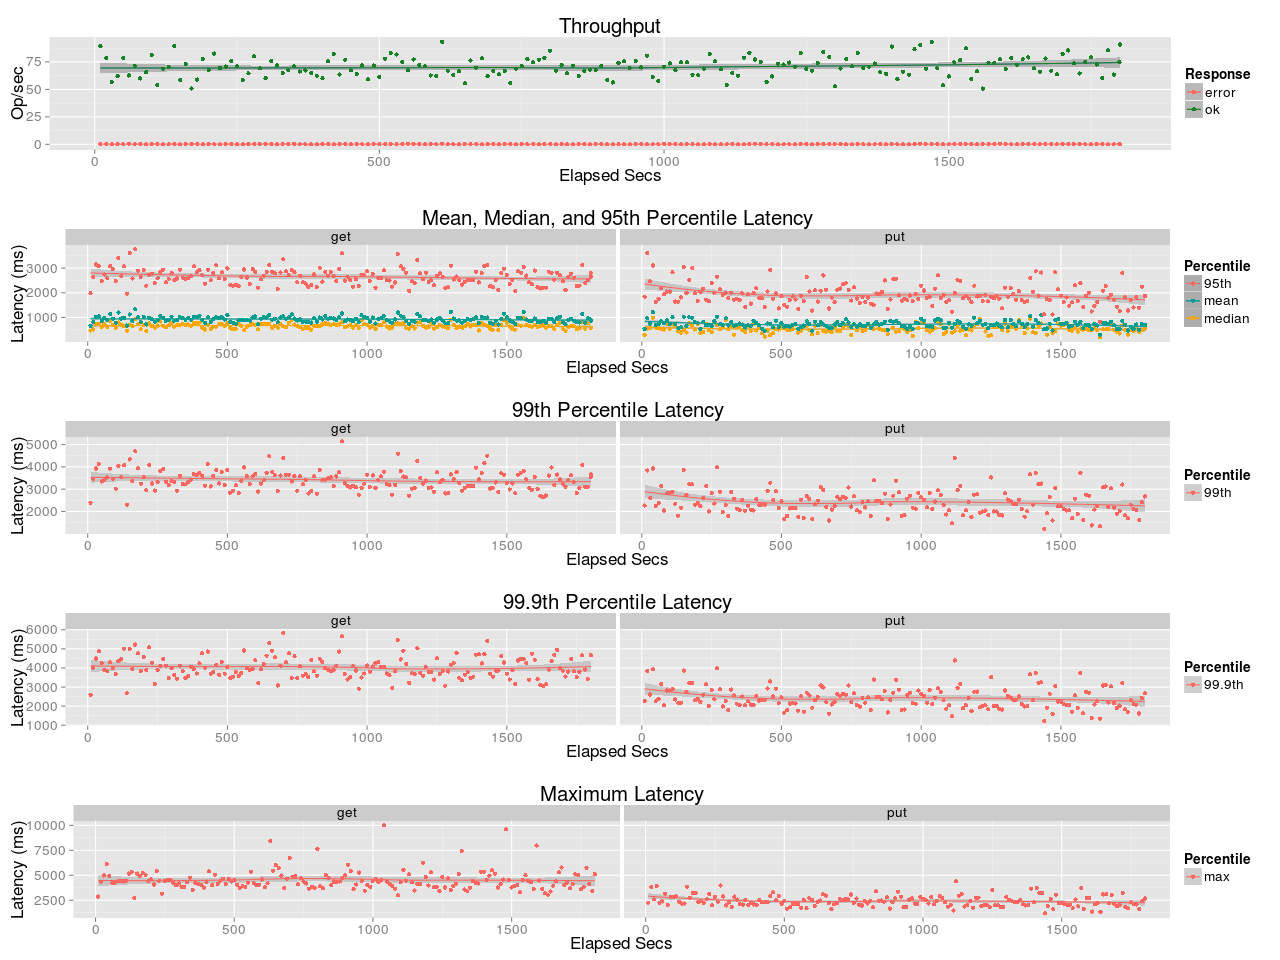 Throughput
Op/sec
75
50
25
0
0 500 1000 1500
Elapsed Secs
Response
error
ok
Mean, Median, and 95th Percentile Latency
get put
Latency (ms)
3000
2000
1000
0 500 1000 1500 0 500 1000 1500
Elapsed Secs
Percentile
95th
mean
median
99th Percentile Latency
get put
Latency (ms)
5000
4000
3000
2000
0 500 1000 1500 0 500 1000 1500
Elapsed Secs
Percentile
99th
99.9th Percentile Latency
get put
Latency (ms)
6000
5000
4000
3000
2000
1000
0 500 1000 1500 0 500 1000 1500
Elapsed Secs
Percentile
99.9th
Maximum Latency
get put
Latency (ms)
10000
7500
5000
2500
0 500 1000 1500 0 500 1000 1500
Elapsed Secs
Percentile
max